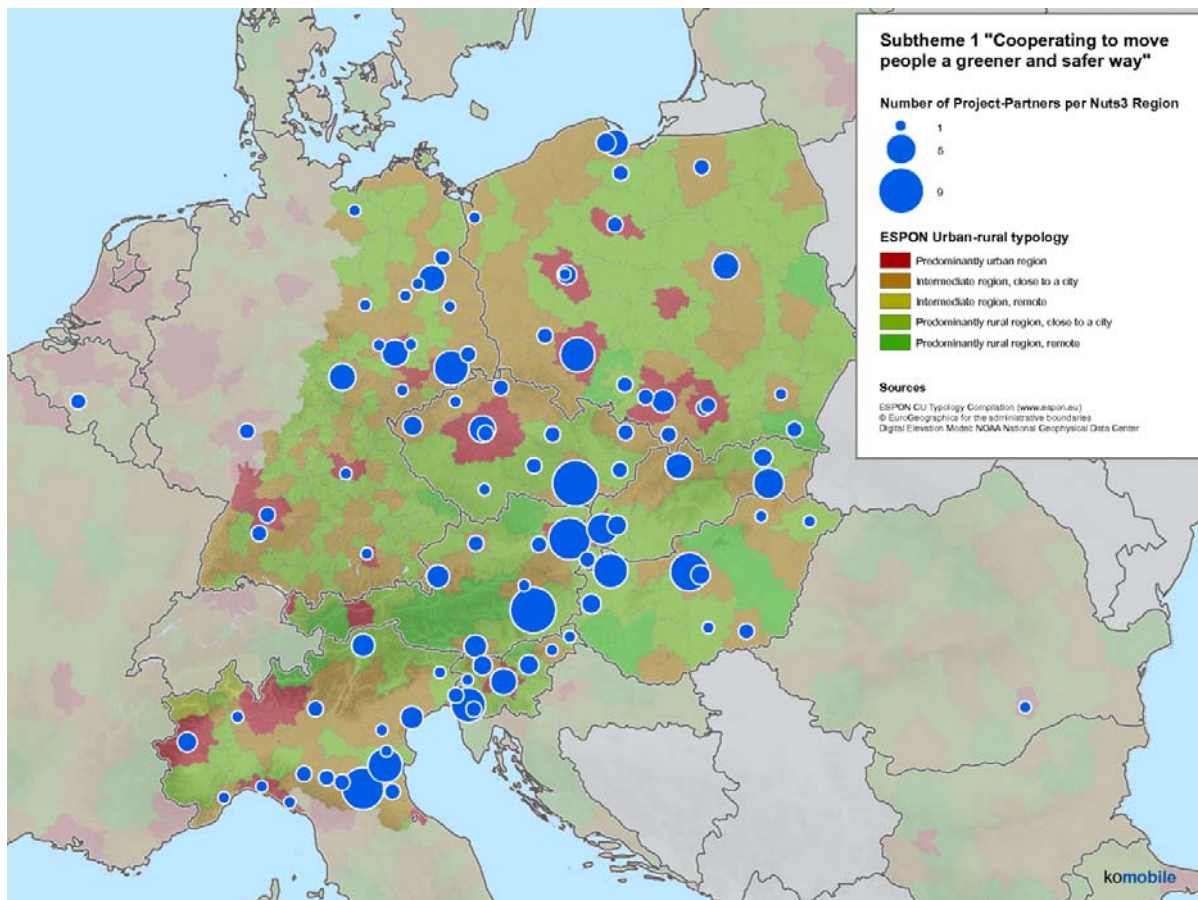 Subtheme 1 "Cooperating to move
people a greener and safer way"
Number of Project-Partners per Nuts3 Region
1
5
9
ESPON Urban-rural typology
Predominantly urban region
Intermediate region, close to a city
Intermediate region, remote
Predominantly rural region, close to a city
Predominantly rural region, remote
Sources
ESPON CU Typology Compilation (www.espon.eu)
© EuroGeographica for the administrative boundaries
Digital Elevation Model: NOAA National Geophysical Data Center
komobile